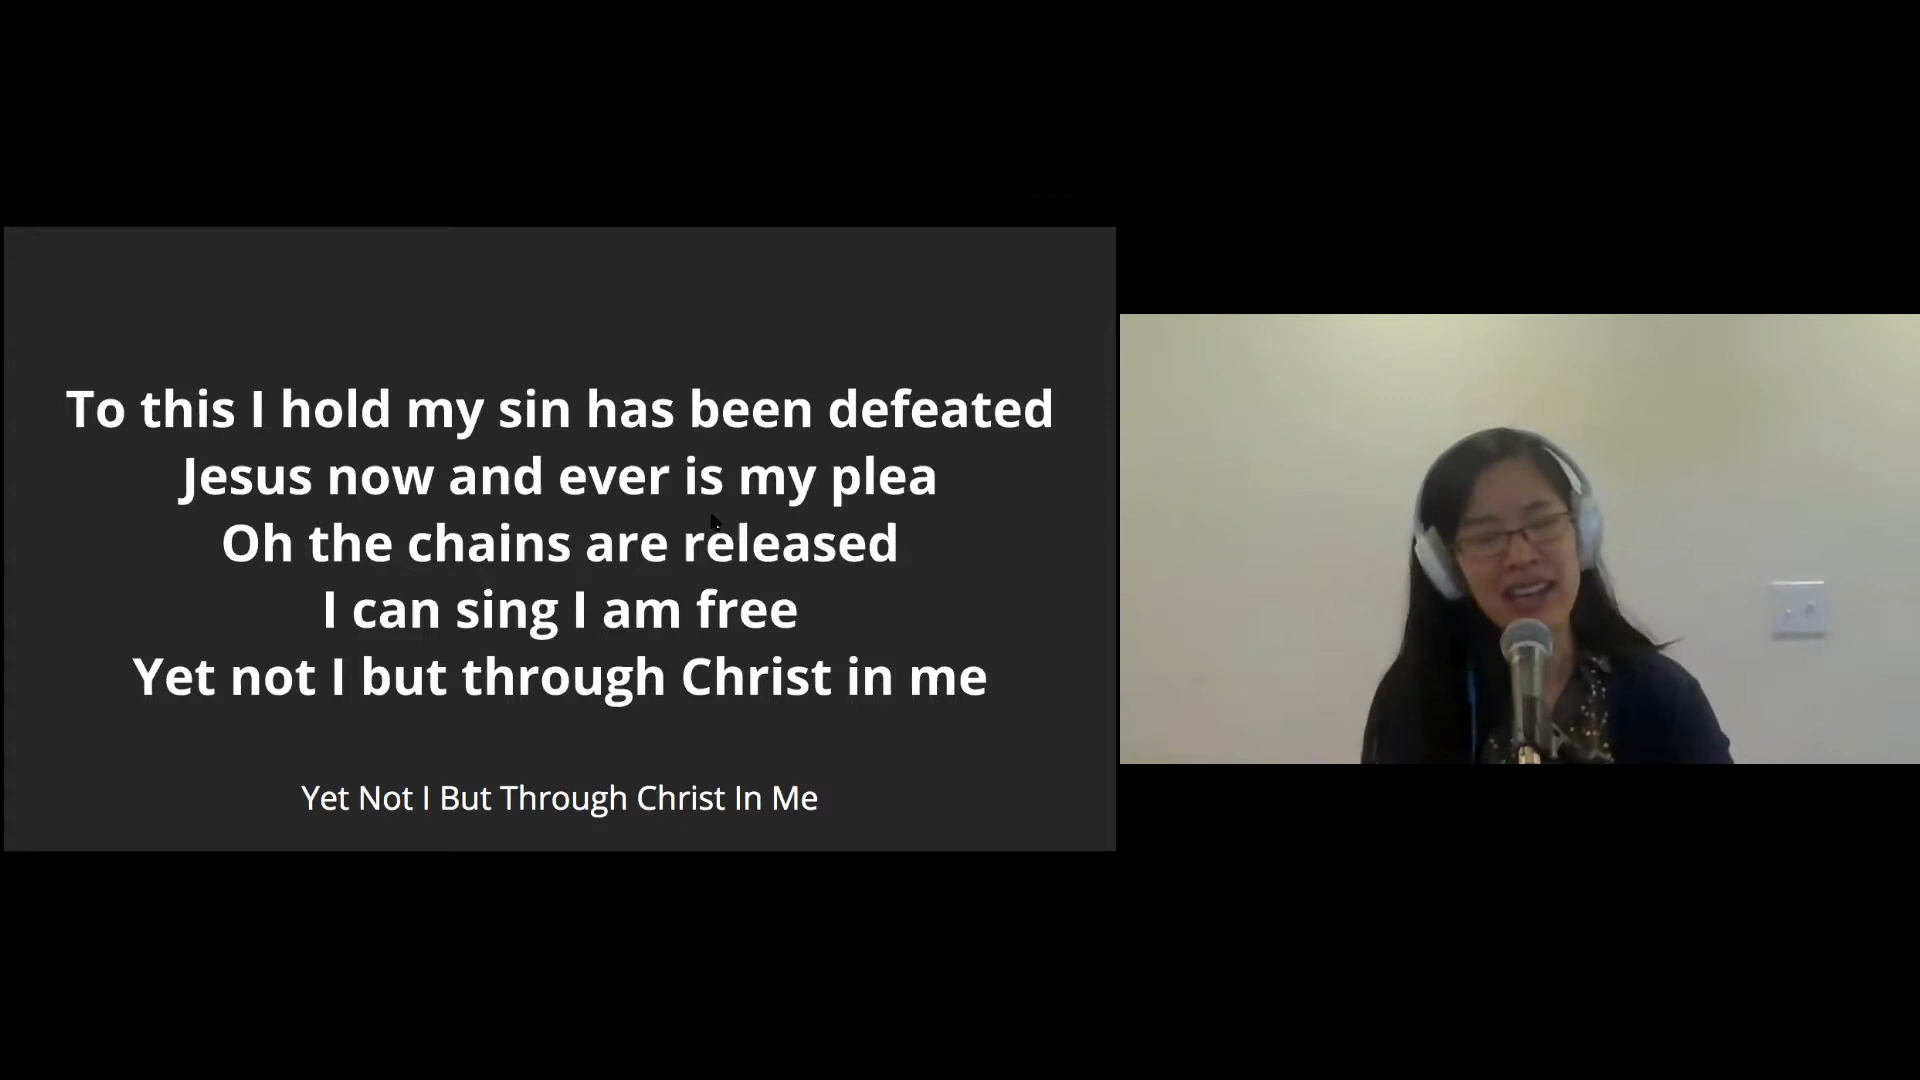 To this I hold my sin has been defeated
Jesus now and ever is my plea
Oh the chains are released
I can sing I am free
Yet not I but through Christ in me
Yet Not I But Through Christ In Me